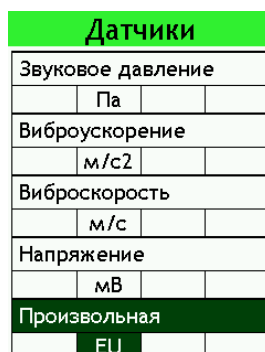 Датчики
Звуковое давление
Па
Виброускорение
м/с2
Виброскорость
м/с
Напряжение
мВ
Произвольная
EU